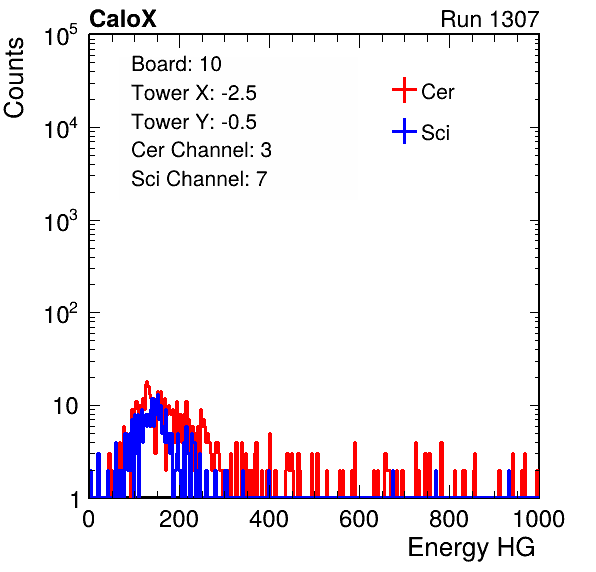 CaloX Run 1307
Counts
10^5
10^4
10^3
10^2
10
1
Board: 10
Tower X: -2.5
Tower Y: -0.5
Cer Channel: 3
Sci Channel: 7
Cer
Sci
0 200 400 600 800 1000
Energy HG